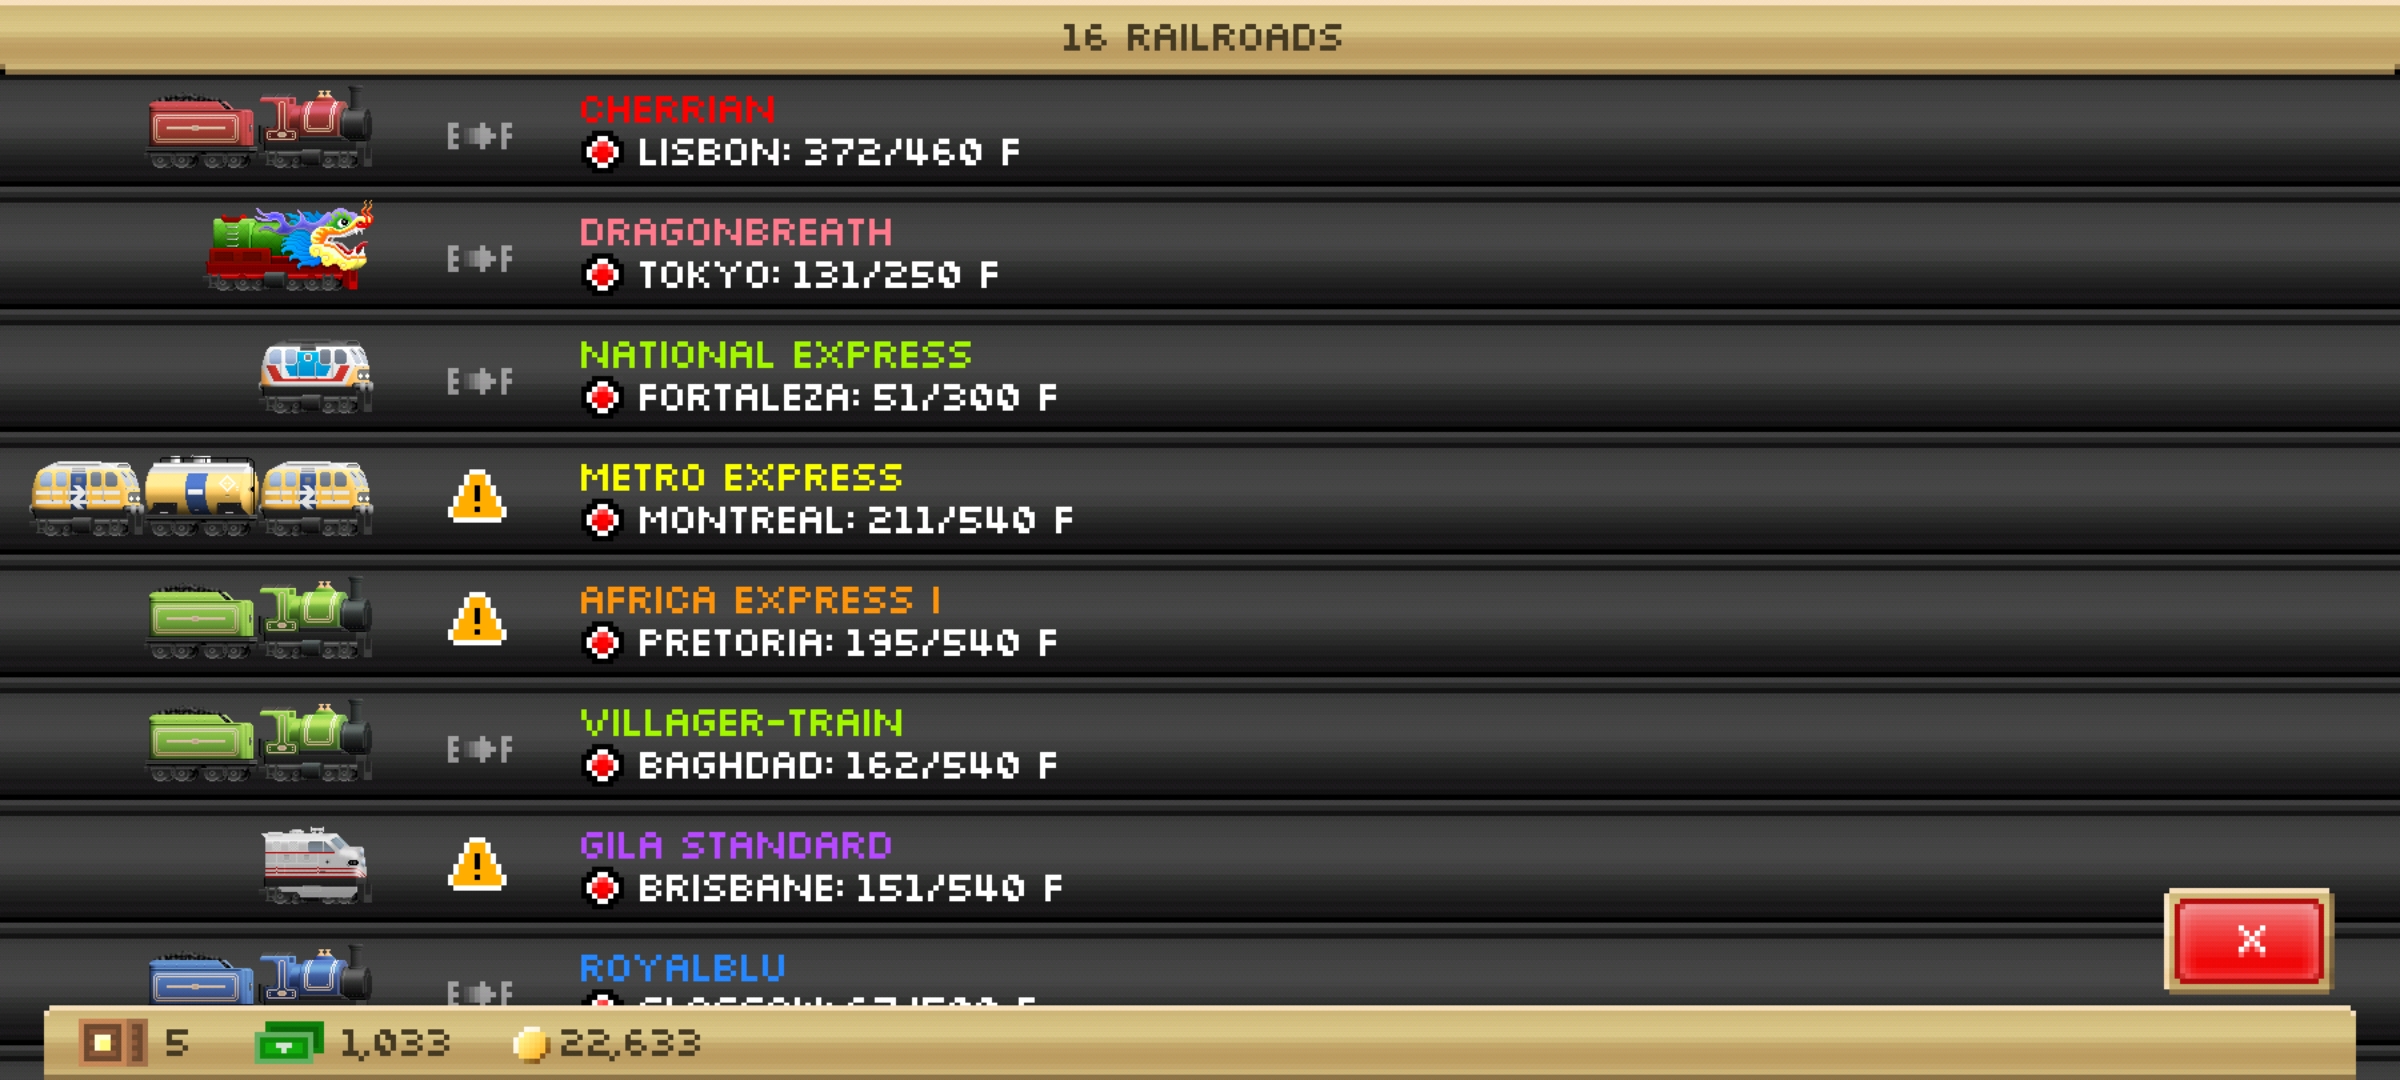 16 RAILROADS
E F
CHERRIAN
LISBON: 372/460 F
E F
DRAGONBREATH
TOKYO: 131/250 F
E F
NATIONAL EXPRESS
FORTALEZA: 51/300 F
METRO EXPRESS
MONTREAL: 211/540 F
AFRICA EXPRESS I
PRETORIA: 195/540 F
E F
VILLAGER-TRAIN
BAGHDAD: 162/540 F
GILA STANDARD
BRISBANE: 151/540 F
X
E F
ROYALBLU
5 1,033 22,633